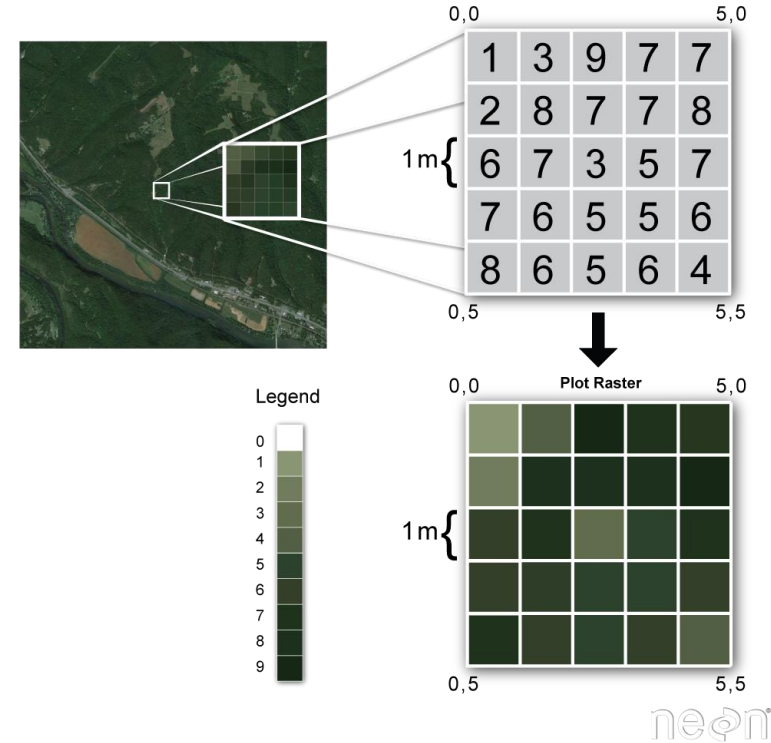 0,0 5,0
1 3 9 7 7
2 8 7 7 8
1m{ 6 7 3 5 7
7 6 5 5 6
8 6 5 6 4
0,5 5,5
Plot Raster
0,0 5,0
1m{
0,5 5,5
Legend
0
1
2
3
4
5
6
7
8
9
neon